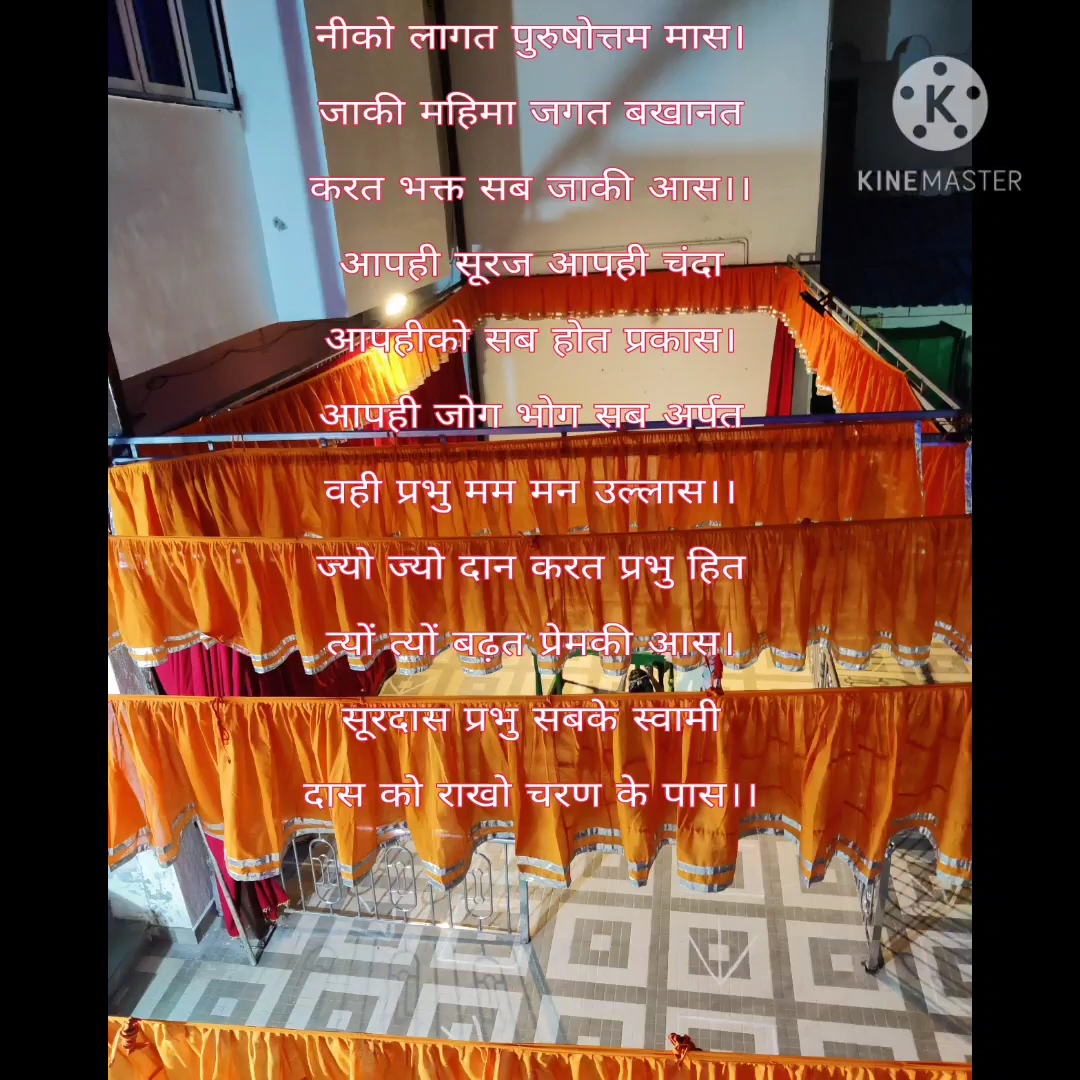 नीको लागत पुरुषोत्तम मास।
जाकी महिमा जगत बखानत
करत भक्त सब जाकी आस।।
आपही सूरज आपही चंदा
आपहीको सब होत प्रकास।
आपही जोग भोग सब अर्पत
वही प्रभु मम मन उल्लास।।
ज्यो ज्यो दान करत प्रभु हित
त्यों त्यों बढ़त प्रेमकी आस।
सूरदास प्रभु सबके स्वामी
दास को राखो चरण के पास।।
K
KINEMASTER